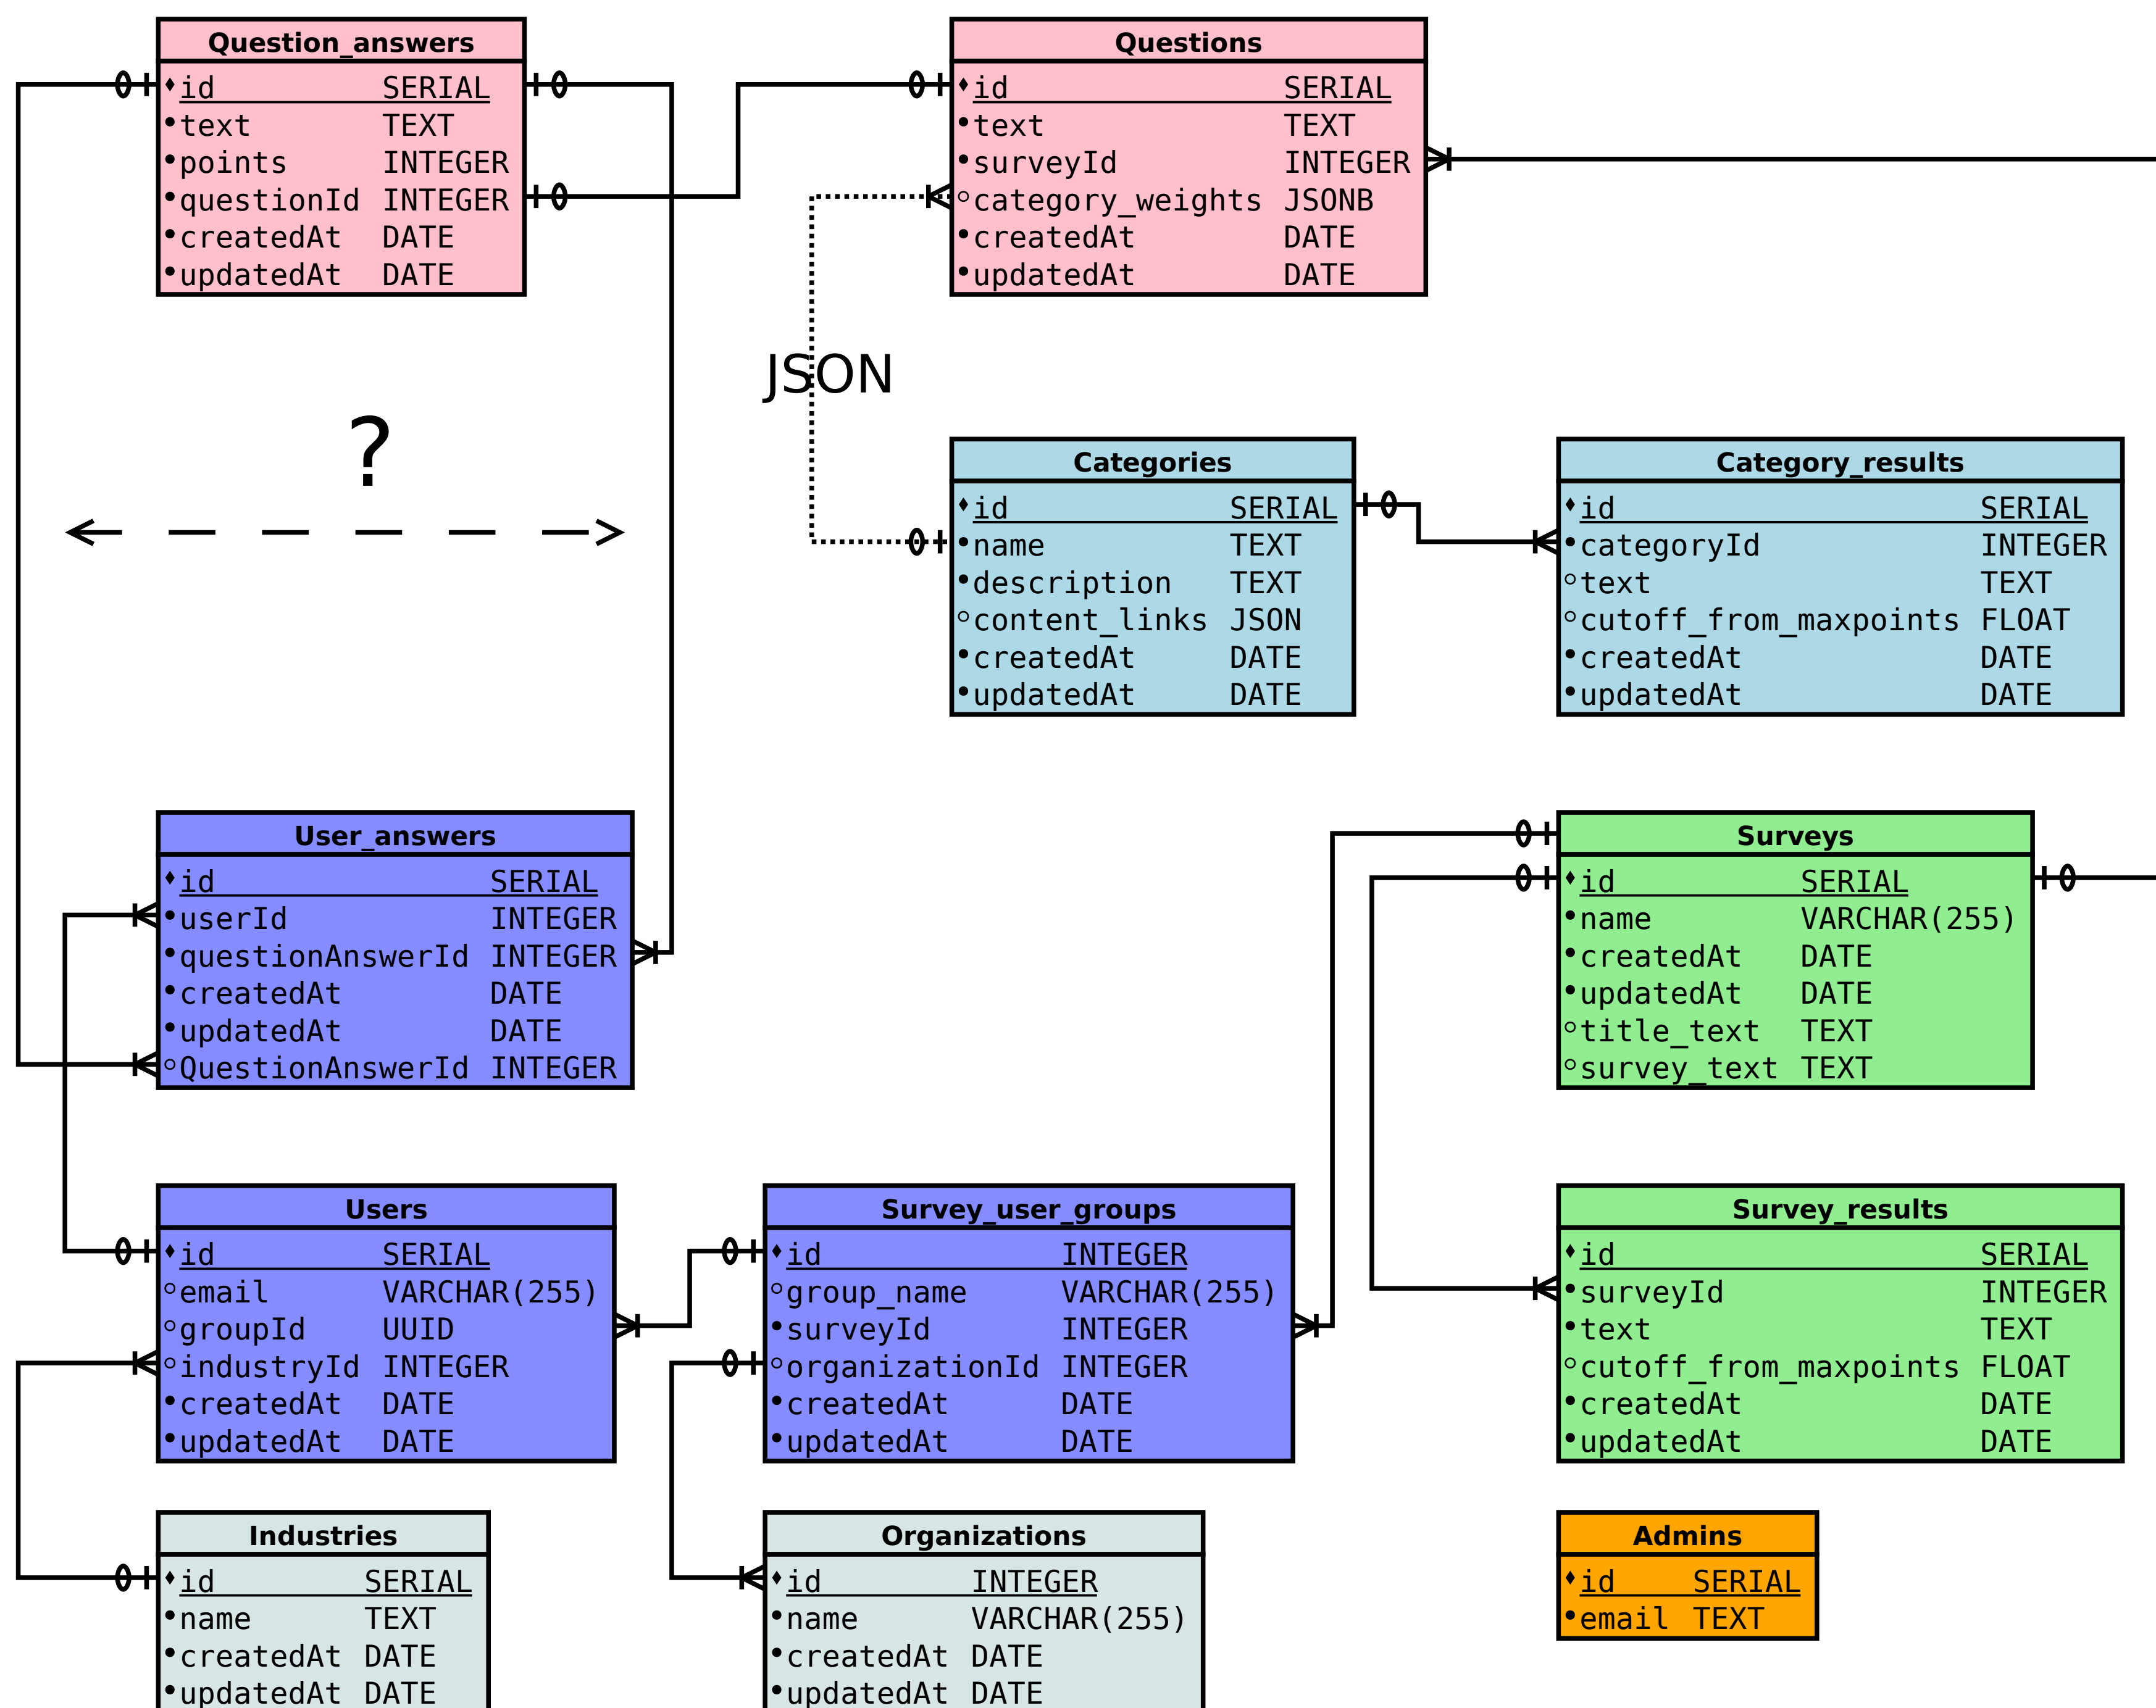 Question_answers
id SERIAL
text TEXT
points INTEGER
questionId INTEGER
createdAt DATE
updatedAt DATE
Questions
id SERIAL
text TEXT
surveyId INTEGER
category_weights JSONB
createdAt DATE
updatedAt DATE
JSON
?
Categories
id SERIAL
name TEXT
description TEXT
content_links JSON
createdAt DATE
updatedAt DATE
Category_results
id SERIAL
categoryId INTEGER
text TEXT
cutoff_from_maxpoints FLOAT
createdAt DATE
updatedAt DATE
User_answers
id SERIAL
userId INTEGER
questionAnswerId INTEGER
createdAt DATE
updatedAt DATE
QuestionAnswerId INTEGER
Surveys
id SERIAL
name VARCHAR(255)
createdAt DATE
updatedAt DATE
title_text TEXT
survey_text TEXT
Users
id SERIAL
email VARCHAR(255)
groupId UUID
industryId INTEGER
createdAt DATE
updatedAt DATE
Survey_user_groups
id INTEGER
group_name VARCHAR(255)
surveyId INTEGER
organizationId INTEGER
createdAt DATE
updatedAt DATE
Survey_results
id SERIAL
surveyId INTEGER
text TEXT
cutoff_from_maxpoints FLOAT
createdAt DATE
updatedAt DATE
Industries
id SERIAL
name TEXT
createdAt DATE
updatedAt DATE
Organizations
id INTEGER
name VARCHAR(255)
createdAt DATE
updatedAt DATE
Admins
id SERIAL
email TEXT